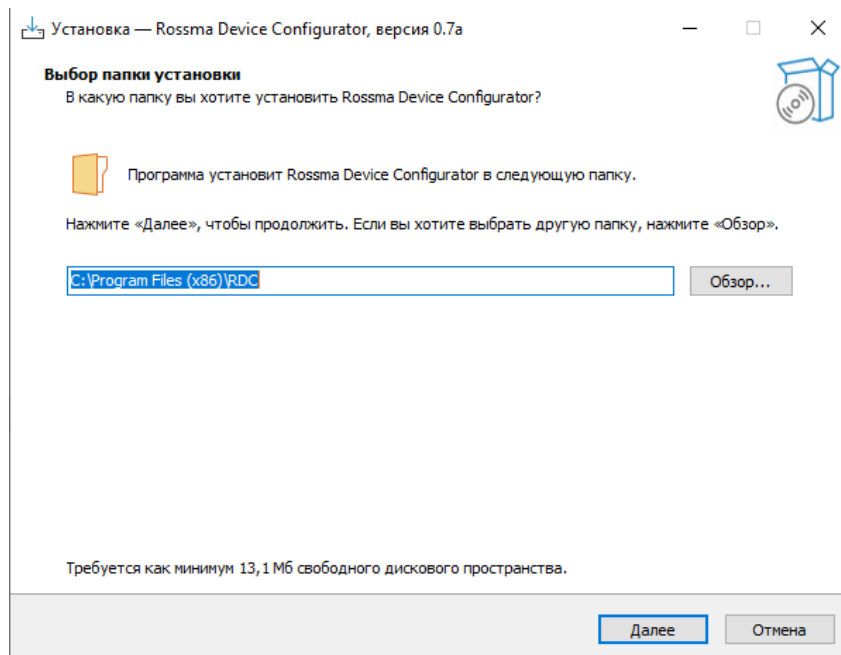 Установка — Rossma Device Configurator, версия 0.7a
Выбор папки установки
В какую папку вы хотите установить Rossma Device Configurator?
Программа установит Rossma Device Configurator в следующую папку.
Нажмите «Далее», чтобы продолжить. Если вы хотите выбрать другую папку, нажмите «Обзор».
C:\Program Files (x86)\RDC
Обзор...
Требуется как минимум 13,1 Мб свободного дискового пространства.
Далее
Отмена